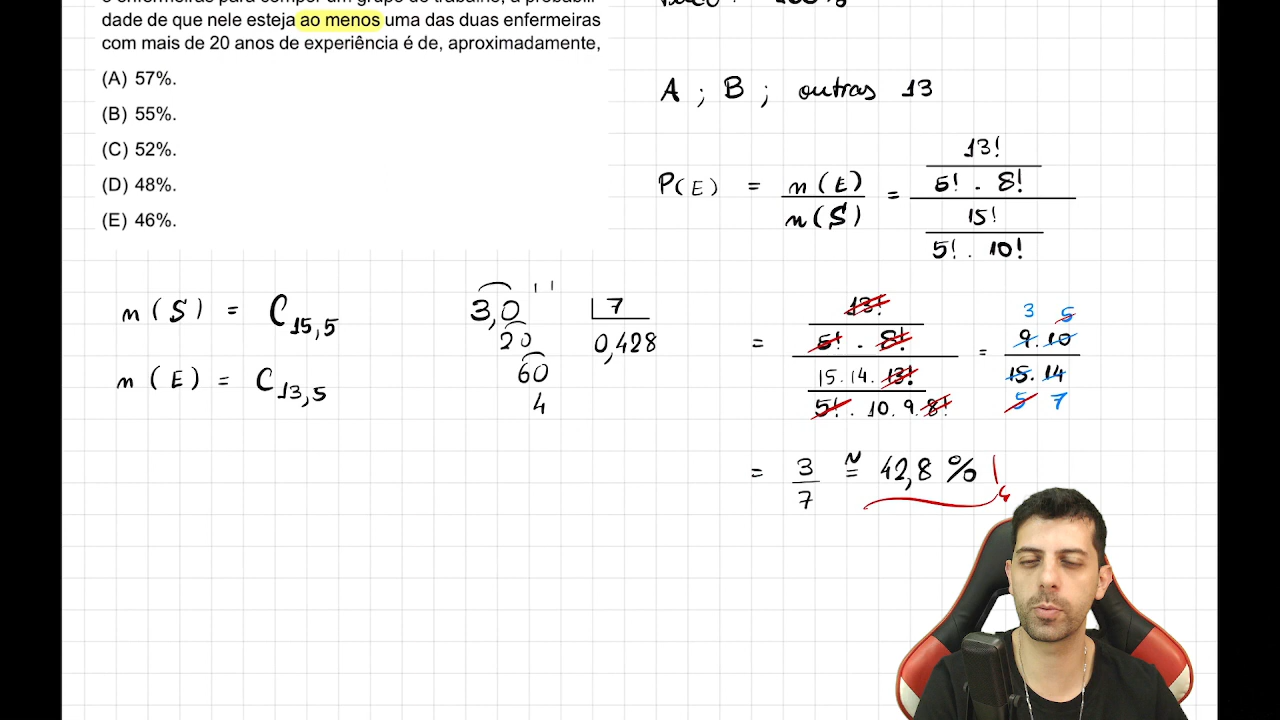 dade de que nele esteja ao menos uma das duas enfermeiras
com mais de 20 anos de experiência é de, aproximadamente,
(A) 57%.
(B) 55%.
(C) 52%.
(D) 48%.
(E) 46%.
A ; B ; outras 13
P(E) = n(E) / n(S) = 13! / 5! . 8! / 15! / 5! . 10!
n(S) = C15,5
n(E) = C13,5
3,0 | 7
20 0,428
60
4
= 13! / 5! . 8! / 15.14.13! / 5! . 10.9.8! = 9.10 / 15.14
3 5
5 7
= 3/7 ≅ 42,8 %